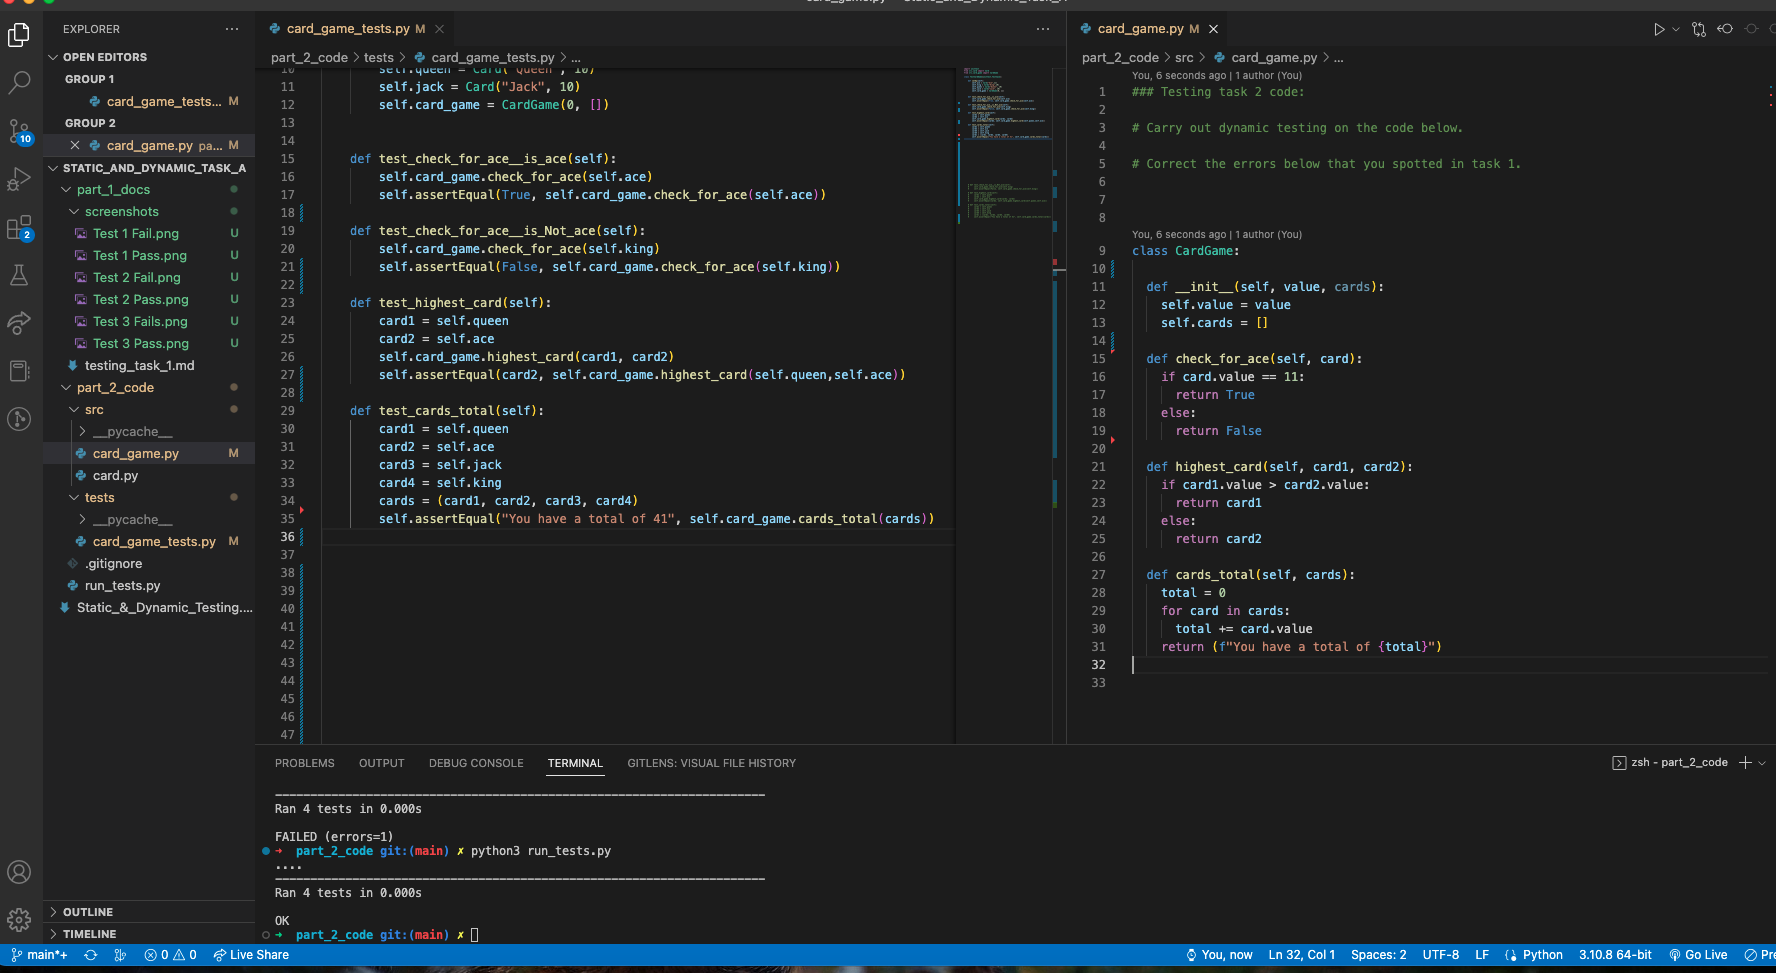 EXPLORER
OPEN EDITORS
GROUP 1
card_game_tests... M
GROUP 2
card_game.py pa... M
STATIC_AND_DYNAMIC_TASK_A
part_1_docs
screenshots
Test 1 Fail.png U
Test 1 Pass.png U
Test 2 Fail.png U
Test 2 Pass.png U
Test 3 Fails.png U
Test 3 Pass.png U
testing_task_1.md
part_2_code
src
__pycache__
card_game.py M
card.py
tests
__pycache__
card_game_tests.py M
.gitignore
run_tests.py
Static_&_Dynamic_Testing....
OUTLINE
TIMELINE
10
2
card_game_tests.py M
part_2_code > tests > card_game_tests.py > ...
10 self.queen = Card("Queen", 10)
11 self.jack = Card("Jack", 10)
12 self.card_game = CardGame(0, [])
13
14
15 def test_check_for_ace__is_ace(self):
16 self.card_game.check_for_ace(self.ace)
17 self.assertEqual(True, self.card_game.check_for_ace(self.ace))
18
19 def test_check_for_ace__is_Not_ace(self):
20 self.card_game.check_for_ace(self.king)
21 self.assertEqual(False, self.card_game.check_for_ace(self.king))
22
23 def test_highest_card(self):
24 card1 = self.queen
25 card2 = self.ace
26 self.card_game.highest_card(card1, card2)
27 self.assertEqual(card2, self.card_game.highest_card(self.queen,self.ace))
28
29 def test_cards_total(self):
30 card1 = self.queen
31 card2 = self.ace
32 card3 = self.jack
33 card4 = self.king
34 cards = (card1, card2, card3, card4)
35 self.assertEqual("You have a total of 41", self.card_game.cards_total(cards))
36
37
38
39
40
41
42
43
44
45
46
47
card_game.py M
part_2_code > src > card_game.py > ...
You, 6 seconds ago | 1 author (You)
1 ### Testing task 2 code:
2
3 # Carry out dynamic testing on the code below.
4
5 # Correct the errors below that you spotted in task 1.
6
7
8
You, 6 seconds ago | 1 author (You)
9 class CardGame:
10
11 def __init__(self, value, cards):
12 self.value = value
13 self.cards = []
14
15 def check_for_ace(self, card):
16 if card.value == 11:
17 return True
18 else:
19 return False
20
21 def highest_card(self, card1, card2):
22 if card1.value > card2.value:
23 return card1
24 else:
25 return card2
26
27 def cards_total(self, cards):
28 total = 0
29 for card in cards:
30 total += card.value
31 return (f"You have a total of {total}")
32
33
PROBLEMS OUTPUT DEBUG CONSOLE TERMINAL GITLENS: VISUAL FILE HISTORY
zsh - part_2_code
----------------------------------------------------------------------
Ran 4 tests in 0.000s
FAILED (errors=1)
➜ part_2_code git:(main) ✗ python3 run_tests.py
....
----------------------------------------------------------------------
Ran 4 tests in 0.000s
OK
➜ part_2_code git:(main) ✗
main*+ 0 0 Live Share You, now Ln 32, Col 1 Spaces: 2 UTF-8 LF Python 3.10.8 64-bit Go Live